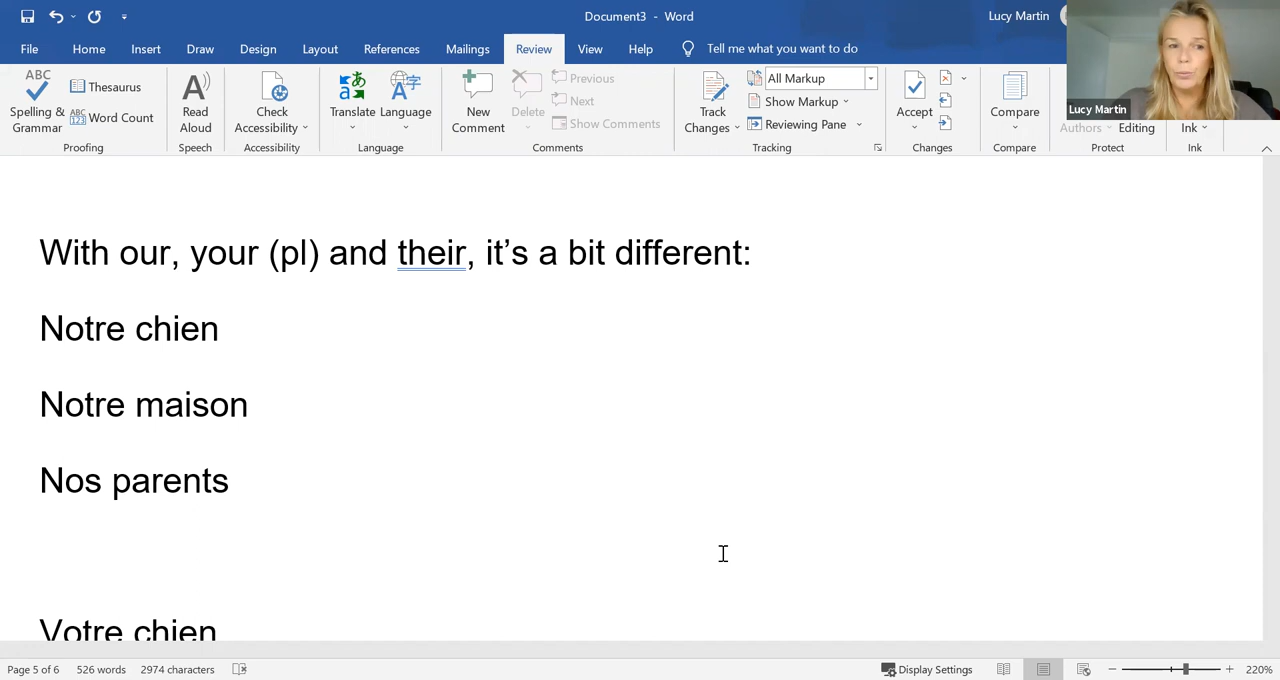 Document3 - Word
Lucy Martin
File Home Insert Draw Design Layout References Mailings Review View Help Tell me what you want to do
ABC
Spelling & Grammar
Thesaurus
ABC 123 Word Count
Proofing
Read Aloud
Speech
Check Accessibility
Accessibility
Translate
Language
Language
New Comment
Delete
Previous
Next
Show Comments
Comments
Track Changes
All Markup
Show Markup
Reviewing Pane
Tracking
Accept
Changes
Compare
Compare
Authors
Editing
Protect
Ink
Ink
Lucy Martin
With our, your (pl) and their, it’s a bit different:
Notre chien
Notre maison
Nos parents
Votre chien
Page 5 of 6 526 words 2974 characters Display Settings 220%